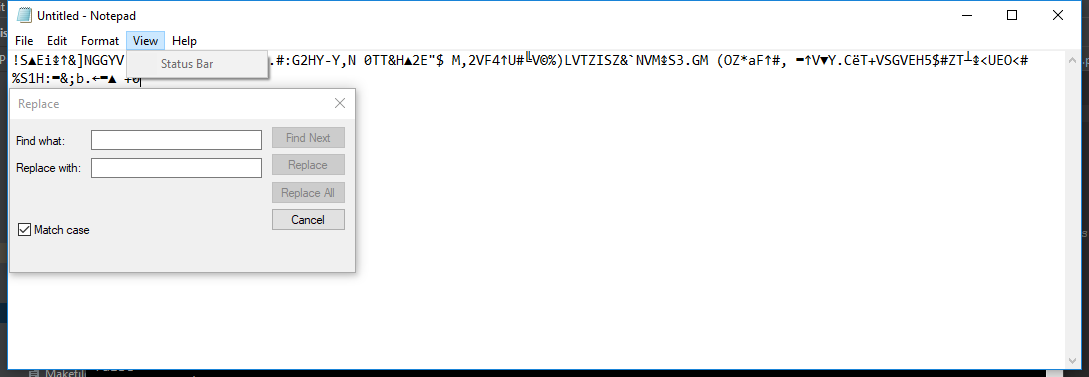 Untitled - Notepad
File Edit Format View Help
Status Bar
!S▲Ei↨↑&]NGGYV .#:G2HY-Y,N 0TT&H▲2E"$ M,2VF4↑U#╚V©%)LVTZISZ&`NVM↨S3.GM (OZ*aF↑#, ━↑V▼Y.CëT+VSGVEH5$#ZT┴↨<UEO<#
%S1H:━&;b.←━▲ +0
Replace
Find what:
Find Next
Replace with:
Replace
Replace All
Cancel
Match case
Maketil